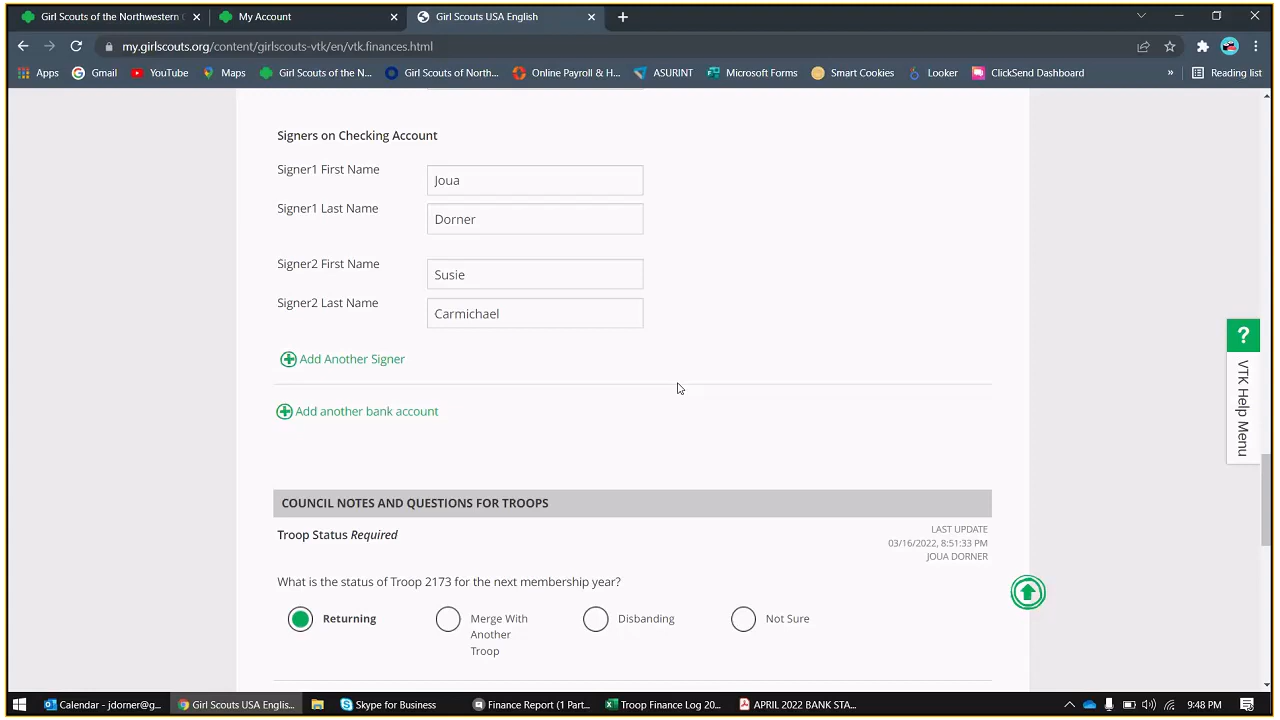 Girl Scouts of the Northwestern
My Account
Girl Scouts USA English
my.girlscouts.org/content/girlscouts-vtk/en/vtk.finances.html
Apps
Gmail
YouTube
Maps
Girl Scouts of the N...
Girl Scouts of North...
Online Payroll & H...
ASURINT
Microsoft Forms
Smart Cookies
Looker
ClickSend Dashboard
»
Reading list
Signers on Checking Account
Signer1 First Name
Joua
Signer1 Last Name
Dorner
Signer2 First Name
Susie
Signer2 Last Name
Carmichael
Add Another Signer
Add another bank account
?
VTK Help Menu
COUNCIL NOTES AND QUESTIONS FOR TROOPS
Troop Status Required
LAST UPDATE
03/16/2022, 8:51:33 PM
JOUA DORNER
What is the status of Troop 2173 for the next membership year?
Returning
Merge With
Another
Troop
Disbanding
Not Sure
Calendar - jdorner@g...
Girl Scouts USA Englis...
Skype for Business
Finance Report (1 Part...
Troop Finance Log 20...
APRIL 2022 BANK STA...
9:48 PM